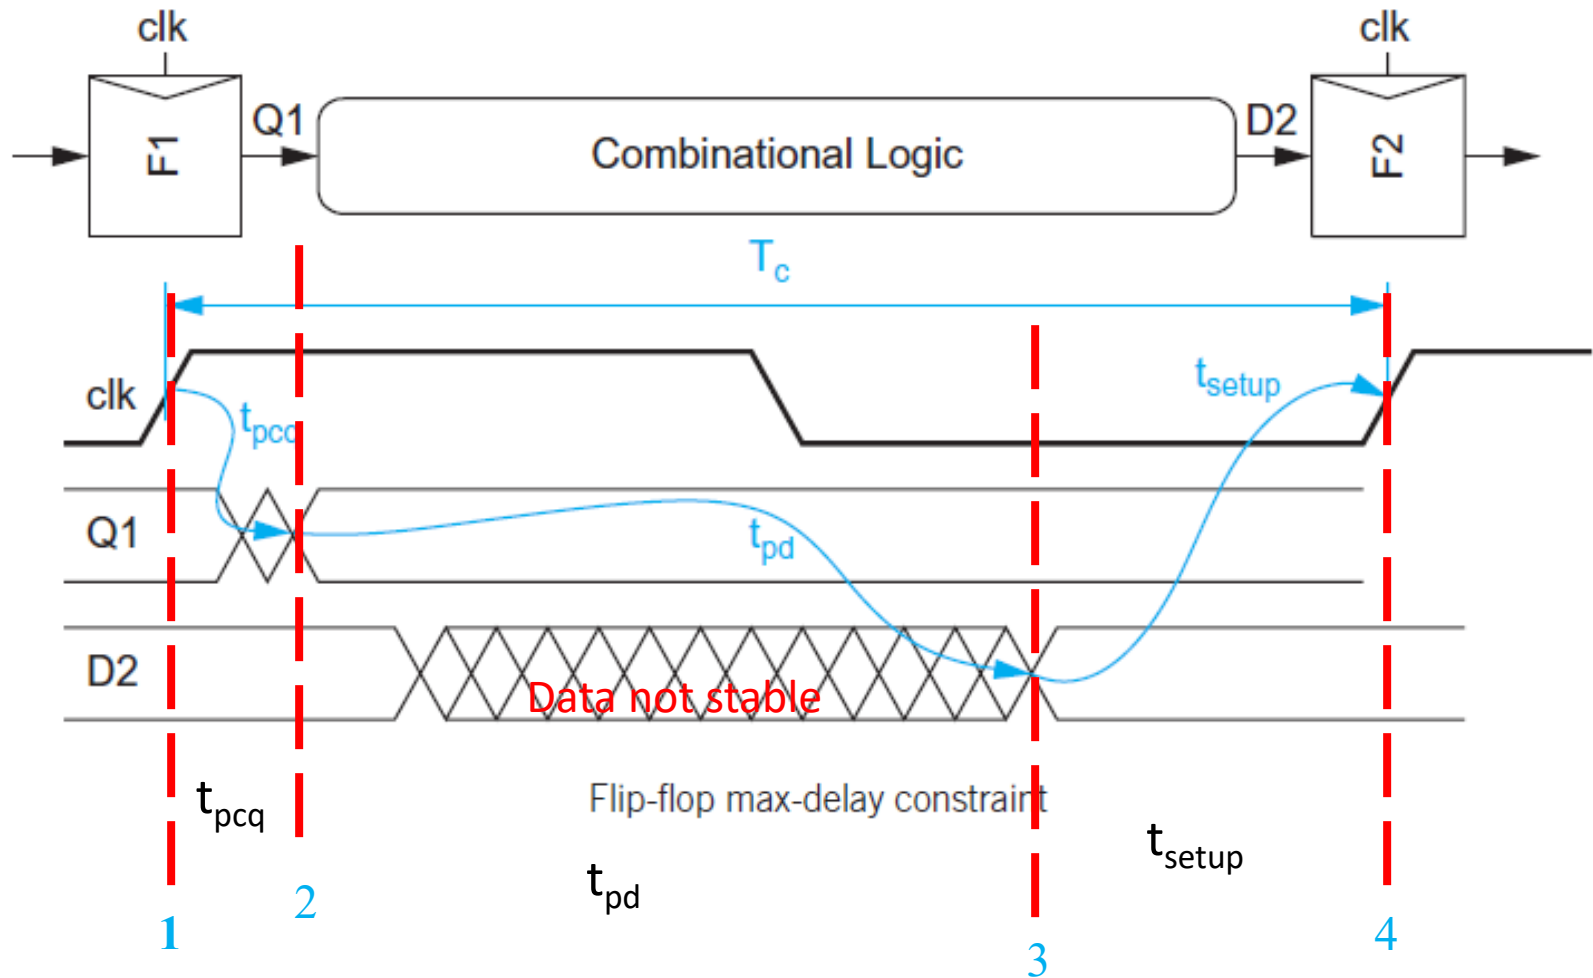 clk
clk
F1
Q1
Combinational Logic
D2
F2
Tc
clk
tpcq
tsetup
Q1
tpd
D2
Data not stable
tpcq
Flip-flop max-delay constraint
tsetup
tpd
1
2
3
4